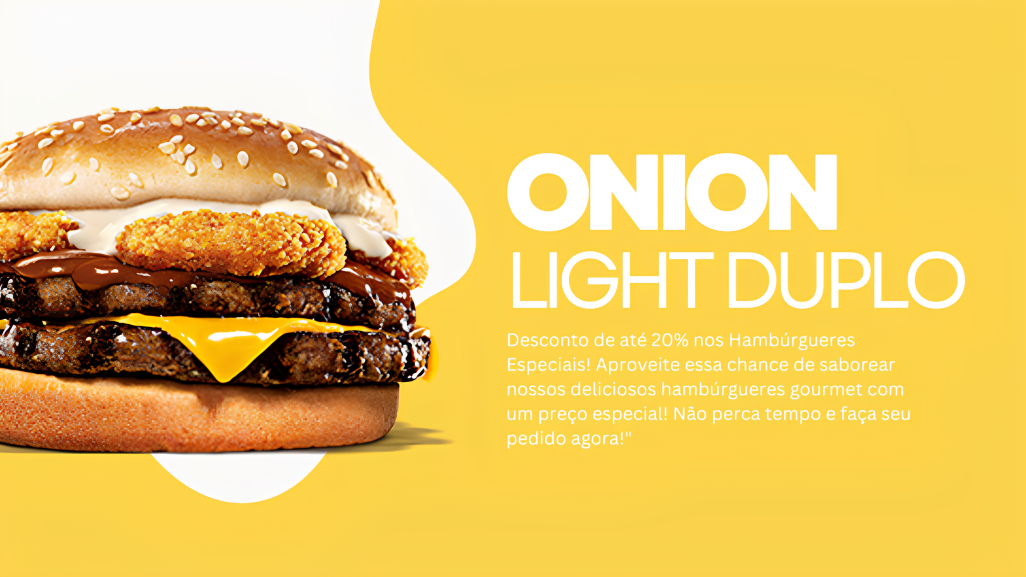 ONION
LIGHT DUPLO
Desconto de até 20% nos Hambúrgueres
Especiais! Aproveite essa chance de saborear
nossos deliciosos hambúrgueres gourmet com
um preço especial! Não perca tempo e faça seu
pedido agora!"